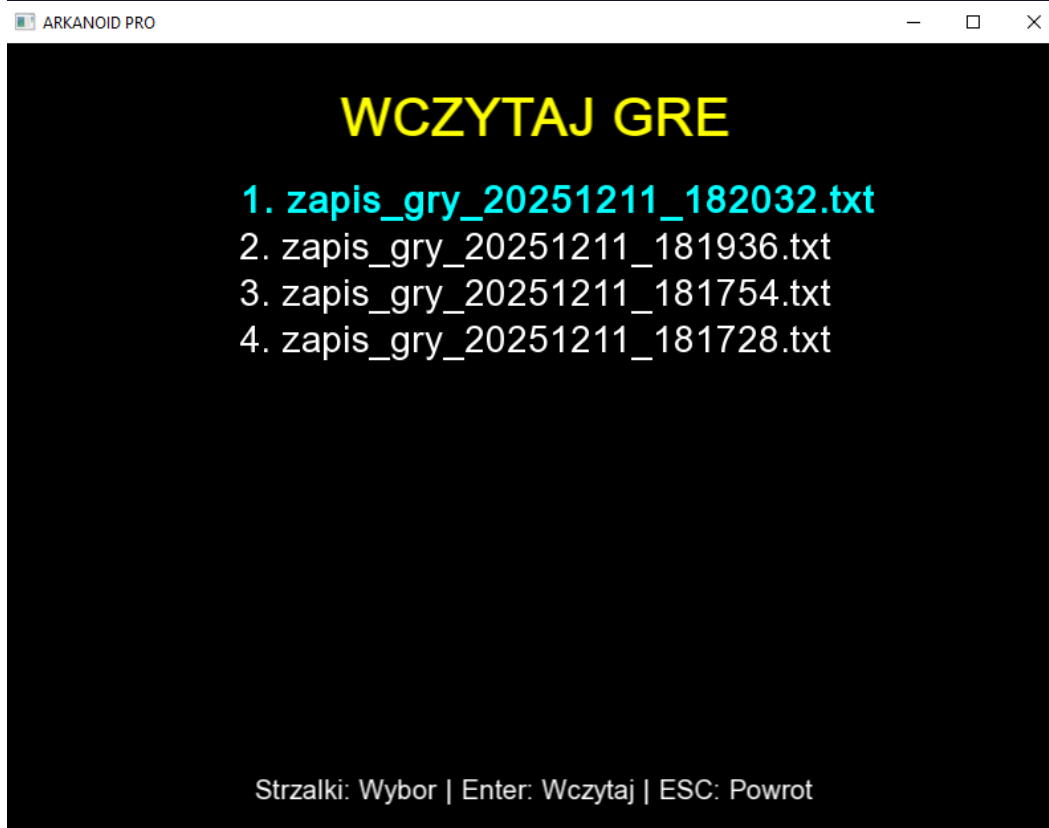 ARKANOID PRO
WCZYTAJ GRE
1. zapis_gry_20251211_182032.txt
2. zapis_gry_20251211_181936.txt
3. zapis_gry_20251211_181754.txt
4. zapis_gry_20251211_181728.txt
Strzalki: Wybor | Enter: Wczytaj | ESC: Powrot